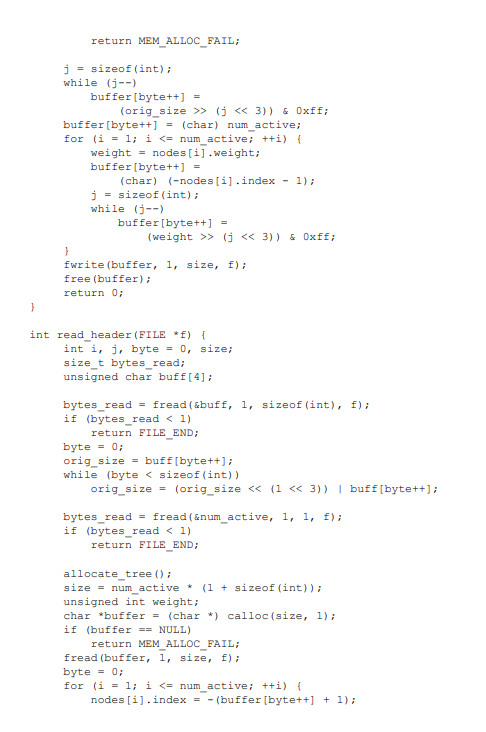 return MEM_ALLOC_FAIL;
j = sizeof(int);
while (j--)
buffer[byte++] =
(orig_size >> (j << 3)) & 0xff;
buffer[byte++] = (char) num_active;
for (i = 1; i <= num_active; ++i) {
weight = nodes[i].weight;
buffer[byte++] =
(char) (-nodes[i].index - 1);
j = sizeof(int);
while (j--)
buffer[byte++] =
(weight >> (j << 3)) & 0xff;
}
fwrite(buffer, 1, size, f);
free(buffer);
return 0;
}
int read_header(FILE *f) {
int i, j, byte = 0, size;
size_t bytes_read;
unsigned char buff[4];
bytes_read = fread(&buff, 1, sizeof(int), f);
if (bytes_read < 1)
return FILE_END;
byte = 0;
orig_size = buff[byte++];
while (byte < sizeof(int))
orig_size = (orig_size << (1 << 3)) | buff[byte++];
bytes_read = fread(&num_active, 1, 1, f);
if (bytes_read < 1)
return FILE_END;
allocate_tree();
size = num_active * (1 + sizeof(int));
unsigned int weight;
char *buffer = (char *) calloc(size, 1);
if (buffer == NULL)
return MEM_ALLOC_FAIL;
fread(buffer, 1, size, f);
byte = 0;
for (i = 1; i <= num_active; ++i) {
nodes[i].index = -(buffer[byte++] + 1);